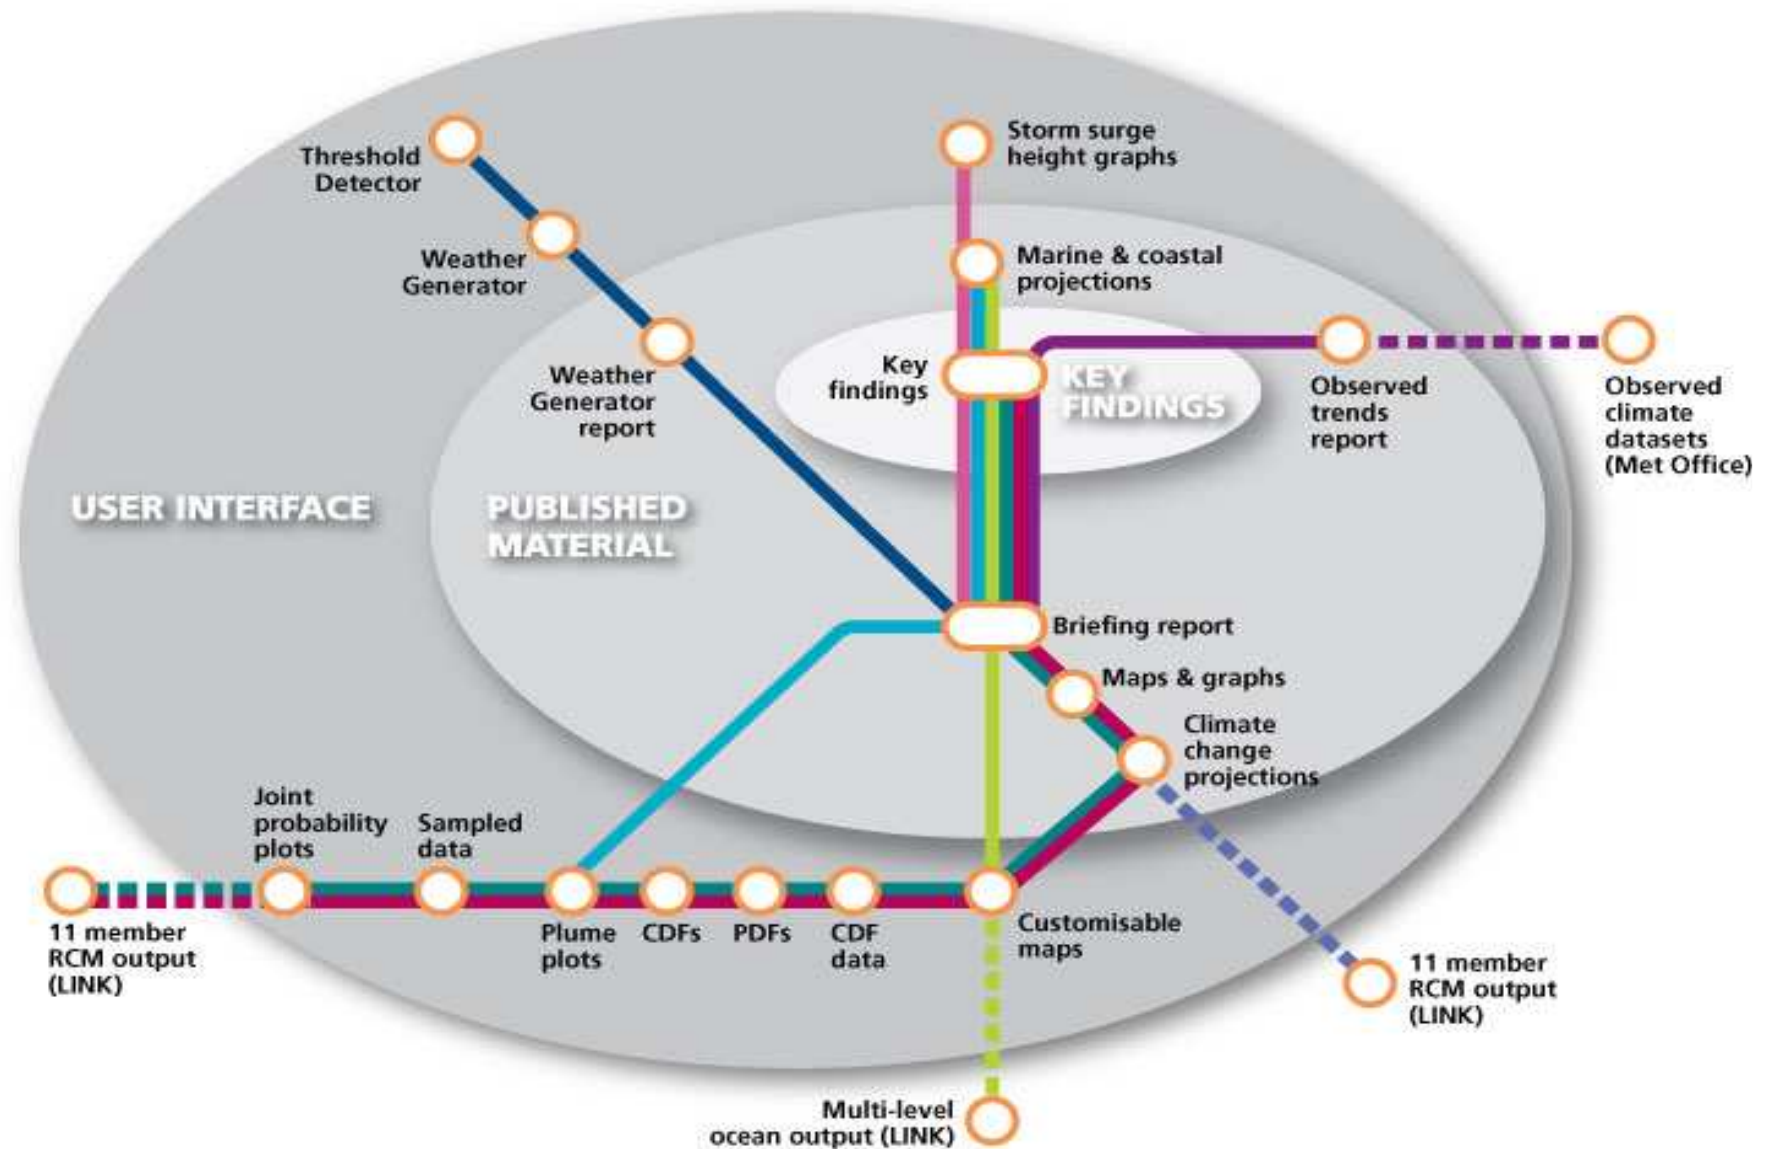 Threshold
Detector
Storm surge
height graphs
Weather
Generator
Marine & coastal
projections
Weather
Generator
report
Key
findings
KEY
FINDINGS
Observed
trends
report
Observed
climate
datasets
(Met Office)
USER INTERFACE
PUBLISHED
MATERIAL
Briefing report
Maps & graphs
Climate
change
projections
Joint
probability
plots
Sampled
data
11 member
RCM output
(LINK)
Plume
plots
CDFs
PDFs
CDF
data
Customisable
maps
11 member
RCM output
(LINK)
Multi-level
ocean output (LINK)